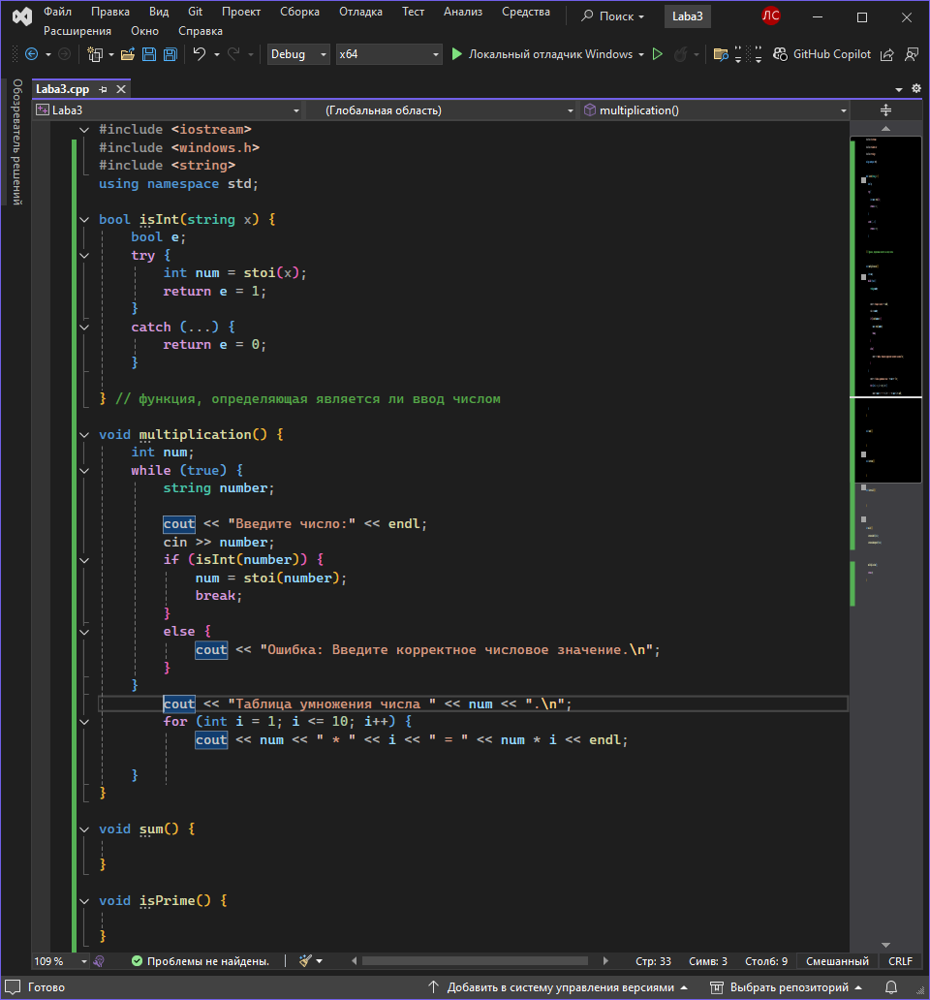 Файл Правка Вид Git Проект Сборка Отладка Тест Анализ Средства Поиск Laba3 ЛС
Расширения Окно Справка
Debug x64 Локальный отладчик Windows GitHub Copilot
Обозреватель решений
Laba3.cpp
Laba3 (Глобальная область) multiplication()
#include <iostream>
#include <windows.h>
#include <string>
using namespace std;
bool isInt(string x) {
bool e;
try {
int num = stoi(x);
return e = 1;
}
catch (...) {
return e = 0;
}
} // функция, определяющая является ли ввод числом
void multiplication() {
int num;
while (true) {
string number;
cout << "Введите число:" << endl;
cin >> number;
if (isInt(number)) {
num = stoi(number);
break;
}
else {
cout << "Ошибка: Введите корректное числовое значение.\n";
}
}
cout << "Таблица умножения числа " << num << ".\n";
for (int i = 1; i <= 10; i++) {
cout << num << " * " << i << " = " << num * i << endl;
}
}
void sum() {
}
void isPrime() {
}
109 % Проблемы не найдены. Стр: 33 Симв: 3 Столб: 9 Смешанный CRLF
Готово Добавить в систему управления версиями Выбрать репозиторий